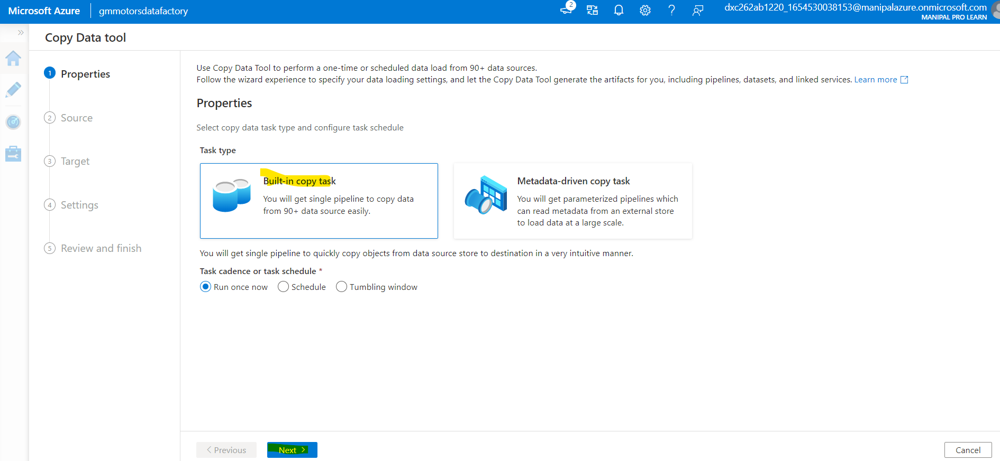 Microsoft Azure
gmmotorsdatafactory
2
dxc262ab1220_1654530038153@manipalazure.onmicrosoft.com
MANIPAL PRO LEARN
Copy Data tool
1 Properties
2 Source
3 Target
4 Settings
5 Review and finish
Use Copy Data Tool to perform a one-time or scheduled data load from 90+ data sources.
Follow the wizard experience to specify your data loading settings, and let the Copy Data Tool generate the artifacts for you, including pipelines, datasets, and linked services. Learn more
Properties
Select copy data task type and configure task schedule
Task type
Built-in copy task
You will get single pipeline to copy data
from 90+ data source easily.
Metadata-driven copy task
You will get parameterized pipelines which
can read metadata from an external store
to load data at a large scale.
You will get single pipeline to quickly copy objects from data source store to destination in a very intuitive manner.
Task cadence or task schedule *
Run once now Schedule Tumbling window
< Previous
Next >
Cancel